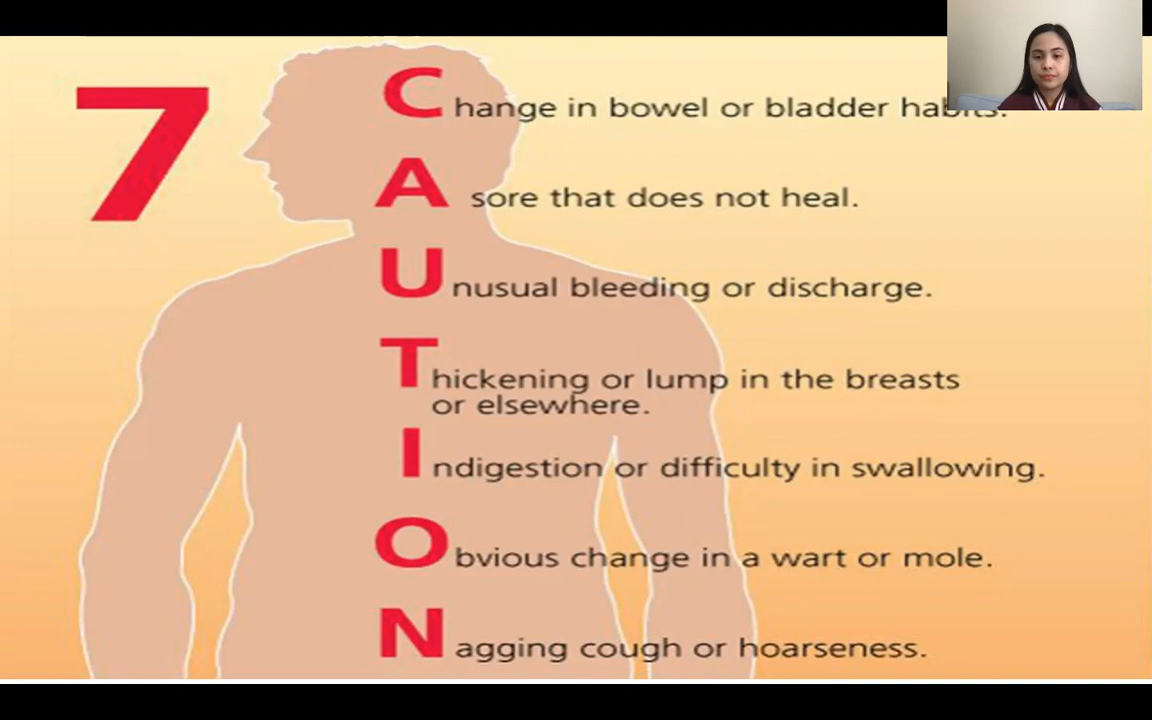 7
Change in bowel or bladder habits.
A sore that does not heal.
Unusual bleeding or discharge.
Thickening or lump in the breasts
or elsewhere.
Indigestion or difficulty in swallowing.
Obvious change in a wart or mole.
Nagging cough or hoarseness.